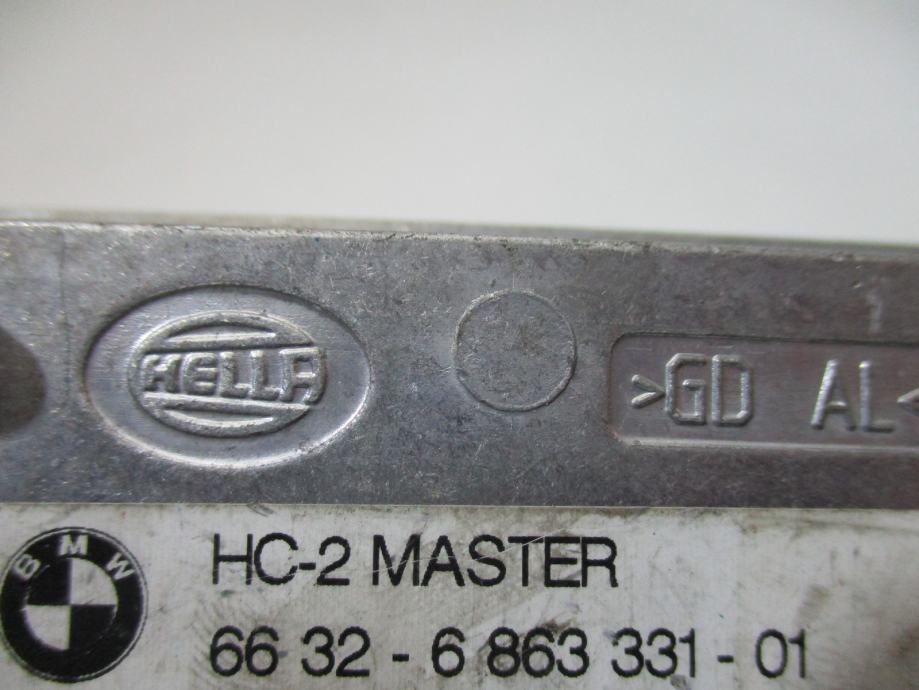 HELLA
>GD AL<
BMW
HC-2 MASTER
66 32 - 6 863 331 - 01